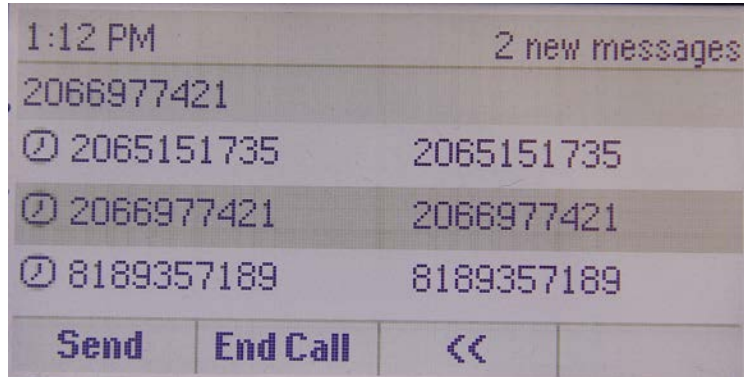 1:12 PM 2 new messages
2066977421
2065151735 2065151735
2066977421 2066977421
8189357189 8189357189
Send End Call <<